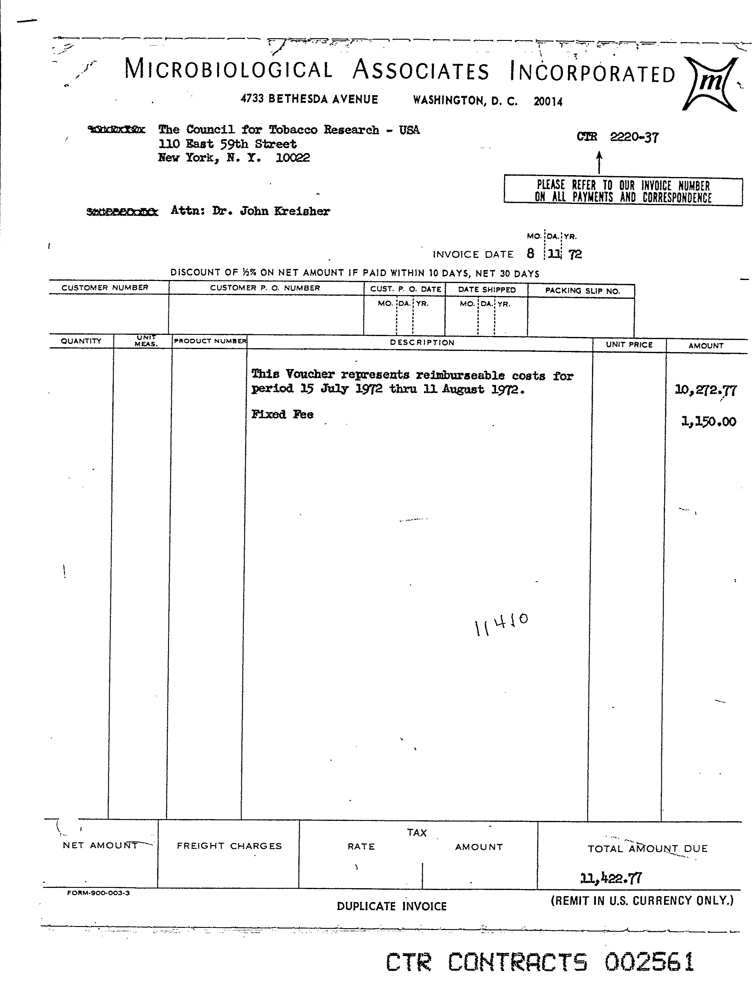 MICROBIOLOGICAL ASSOCIATES INCORPORATED
m
4733 BETHESDA AVENUE WASHINGTON, D. C. 20014
The Council for Tobacco Research - USA
110 East 59th Street
New York, N. Y. 10022
CTR 2220-37
PLEASE REFER TO OUR INVOICE NUMBER
ON ALL PAYMENTS AND CORRESPONDENCE
Attn: Dr. John Kreisher
MO. DA. YR.
INVOICE DATE 8 11 72
DISCOUNT OF ½% ON NET AMOUNT IF PAID WITHIN 10 DAYS, NET 30 DAYS
CUSTOMER NUMBER CUSTOMER P. O. NUMBER CUST. P. O. DATE DATE SHIPPED PACKING SLIP NO.
MO. DA. YR. MO. DA. YR.
QUANTITY UNIT MEAS. PRODUCT NUMBER DESCRIPTION UNIT PRICE AMOUNT
This Voucher represents reimburseable costs for
period 15 July 1972 thru 11 August 1972. 10,272.77
Fixed Fee 1,150.00
11410
TAX
NET AMOUNT FREIGHT CHARGES RATE AMOUNT TOTAL AMOUNT DUE
11,422.77
FORM-900-003-3
DUPLICATE INVOICE (REMIT IN U.S. CURRENCY ONLY.)
CTR CONTRACTS 002561